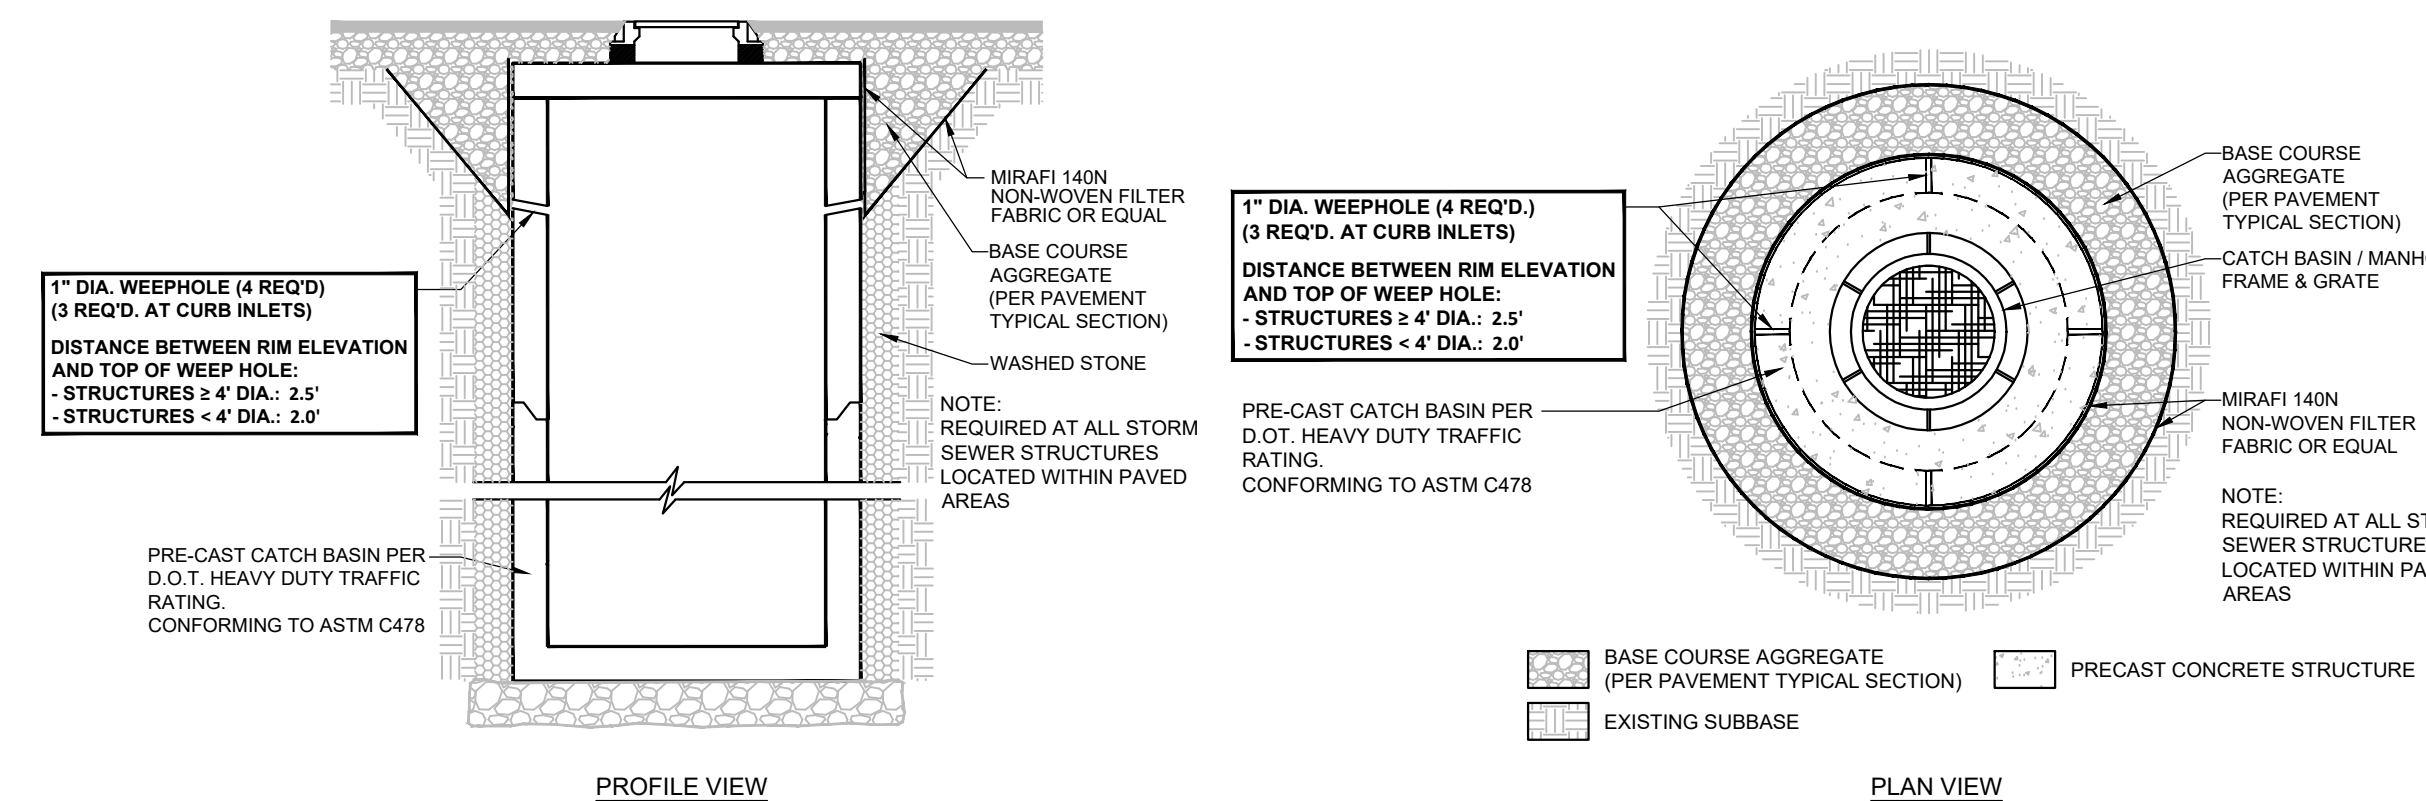 1" DIA. WEEPHOLE (4 REQ'D)
(3 REQ'D. AT CURB INLETS)
DISTANCE BETWEEN RIM ELEVATION
AND TOP OF WEEP HOLE:
- STRUCTURES ≥ 4' DIA.: 2.5'
- STRUCTURES < 4' DIA.: 2.0'
PRE-CAST CATCH BASIN PER
D.O.T. HEAVY DUTY TRAFFIC
RATING.
CONFORMING TO ASTM C478
MIRAFI 140N
NON-WOVEN FILTER
FABRIC OR EQUAL
BASE COURSE
AGGREGATE
(PER PAVEMENT
TYPICAL SECTION)
WASHED STONE
NOTE:
REQUIRED AT ALL STORM
SEWER STRUCTURES
LOCATED WITHIN PAVED
AREAS
PROFILE VIEW
1" DIA. WEEPHOLE (4 REQ'D.)
(3 REQ'D. AT CURB INLETS)
DISTANCE BETWEEN RIM ELEVATION
AND TOP OF WEEP HOLE:
- STRUCTURES ≥ 4' DIA.: 2.5'
- STRUCTURES < 4' DIA.: 2.0'
PRE-CAST CATCH BASIN PER
D.OT. HEAVY DUTY TRAFFIC
RATING.
CONFORMING TO ASTM C478
BASE COURSE
AGGREGATE
(PER PAVEMENT
TYPICAL SECTION)
CATCH BASIN /
FRAME & GRATE
MIRAFI 140N
NON-WOVEN FILTER
FABRIC OR EQUAL
NOTE:
REQUIRED AT ALL
SEWER
LOCATED WITHIN
AREAS
BASE COURSE AGGREGATE
(PER PAVEMENT TYPICAL SECTION)
PRECAST CONCRETE STRUCTURE
EXISTING SUBBASE
PLAN VIEW